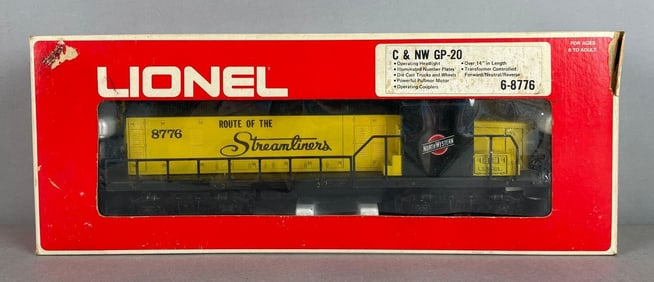 C & NW GP-20
FOR AGES
8 TO ADULT
• Operating Headlight
• Illuminated Number Plates
• Die Cast Trucks and Wheels
• Powerful Pullmor Motor
• Operating Couplers
• Over 14" in Length
• Transformer Controlled
Forward/Neutral/Reverse
6-8776
LIONEL
8776
ROUTE OF THE
Streamliners
NORTH WESTERN
LIONEL